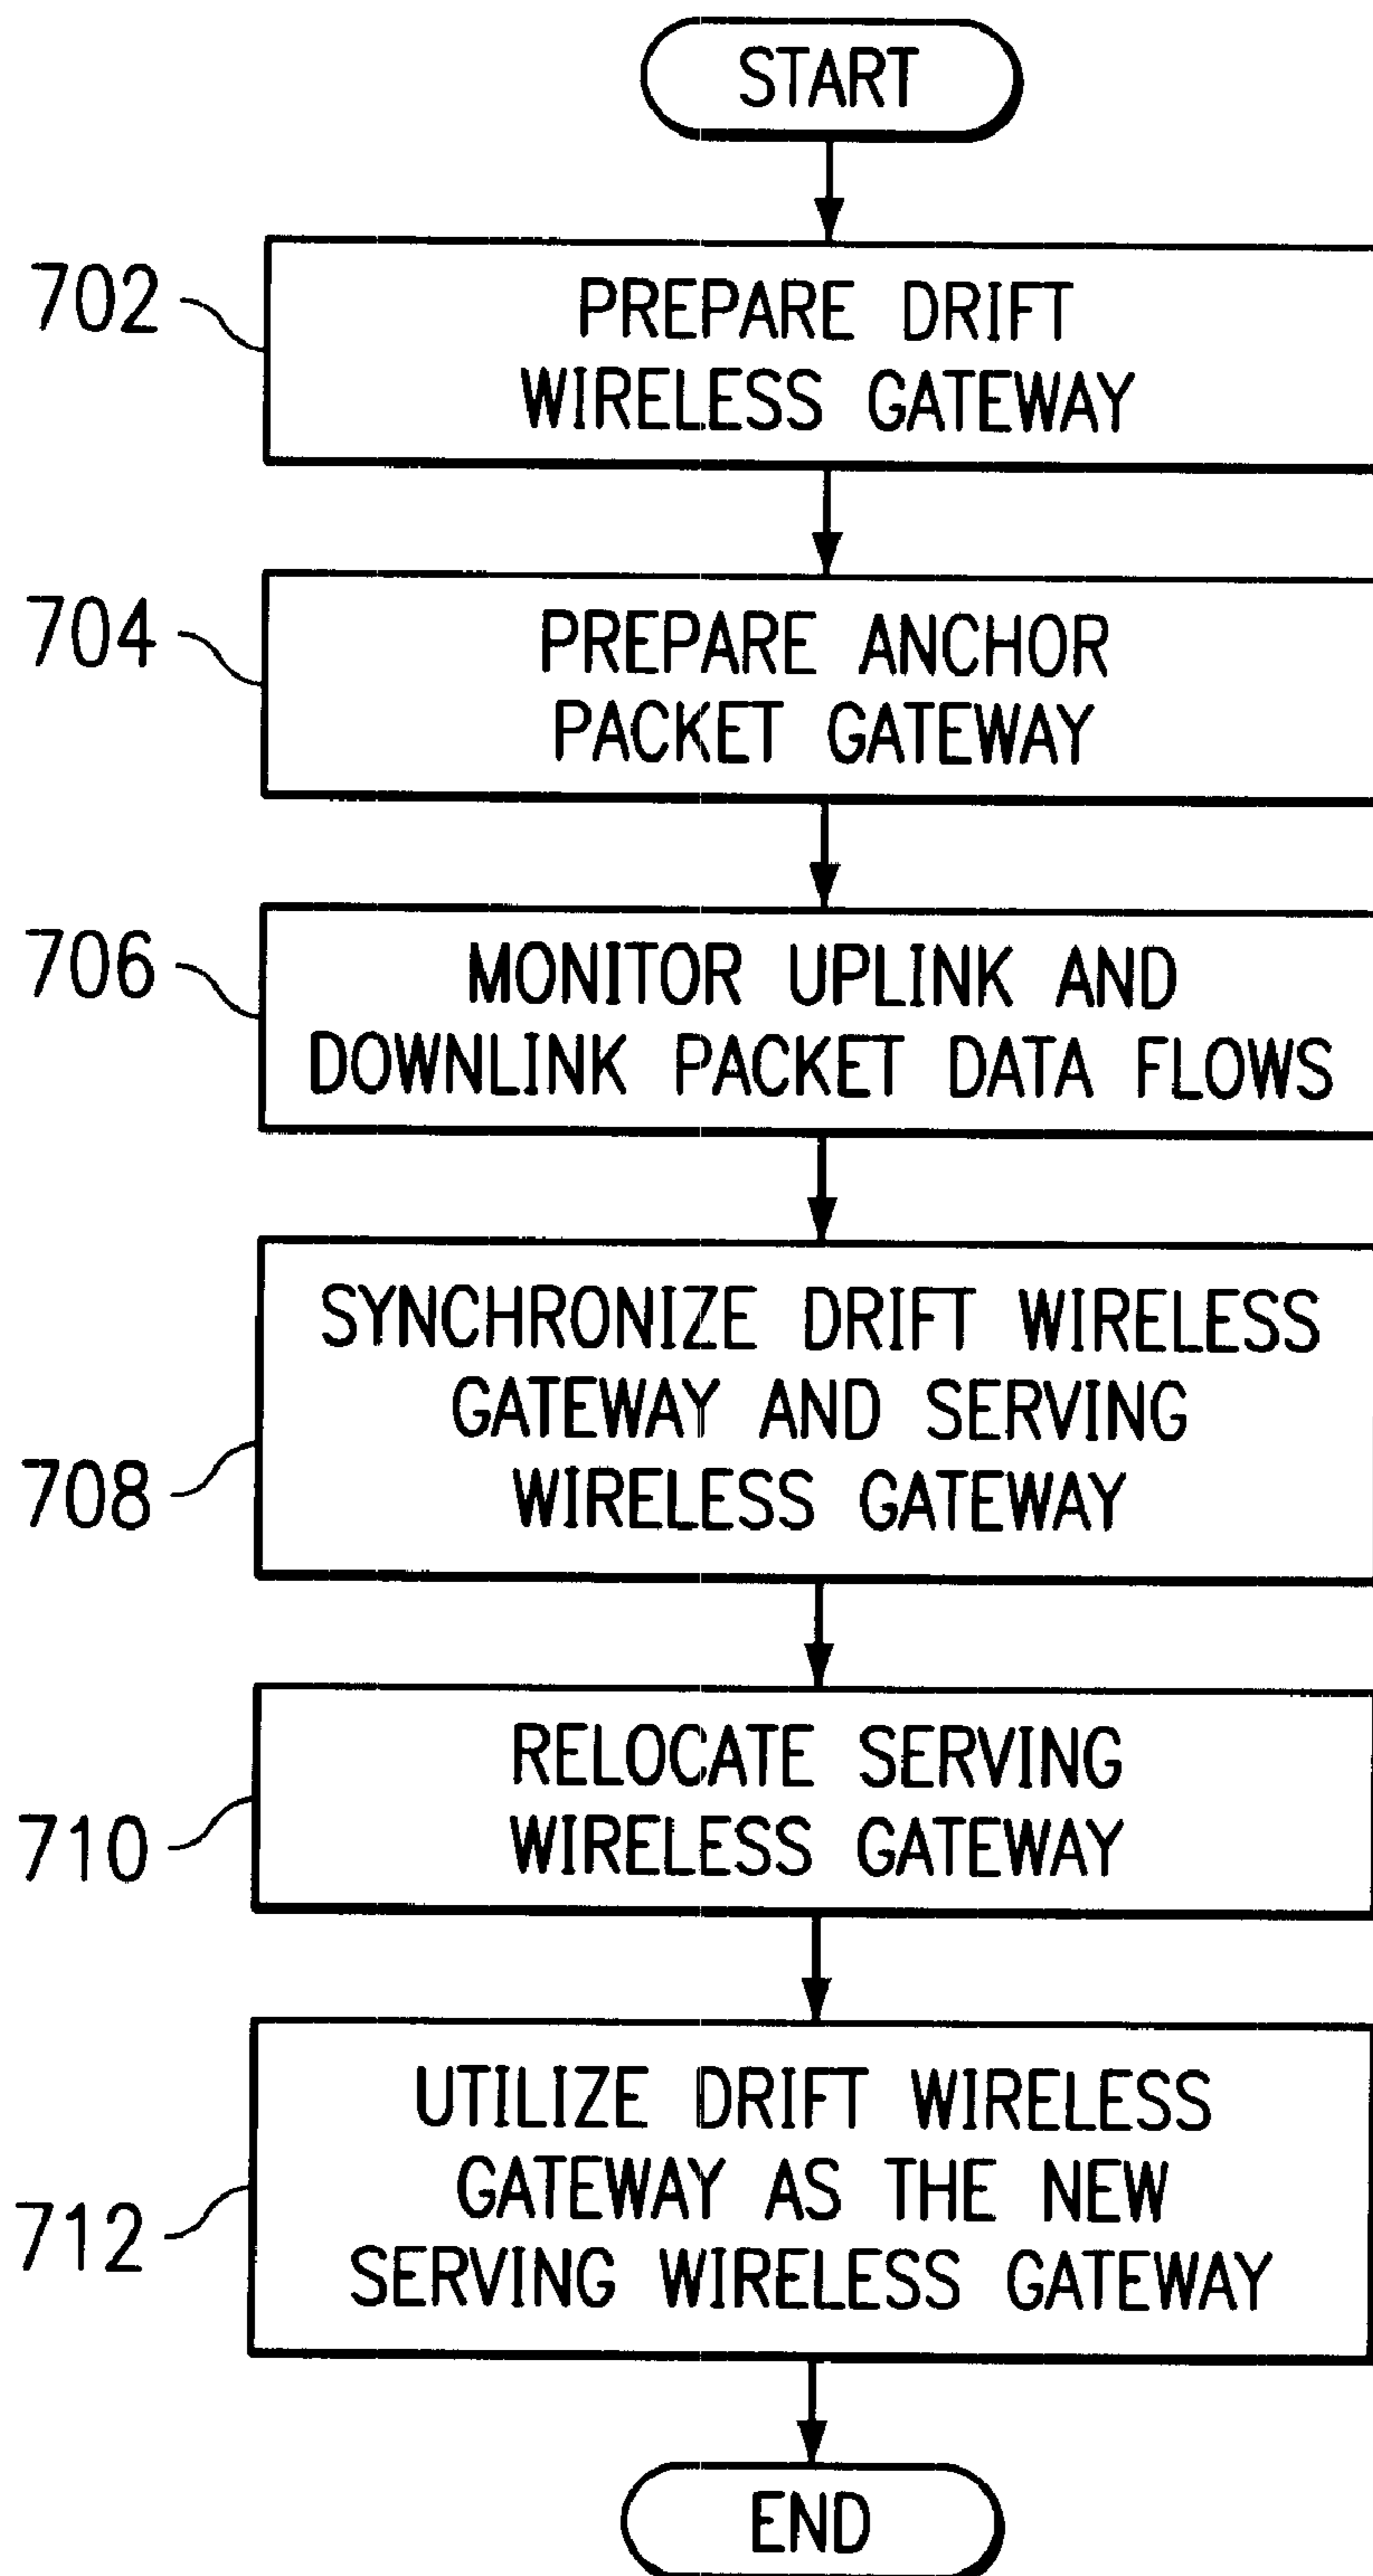 START
702
PREPARE DRIFT
WIRELESS GATEWAY
704
PREPARE ANCHOR
PACKET GATEWAY
706
MONITOR UPLINK AND
DOWNLINK PACKET DATA FLOWS
708
SYNCHRONIZE DRIFT WIRELESS
GATEWAY AND SERVING
WIRELESS GATEWAY
710
RELOCATE SERVING
WIRELESS GATEWAY
712
UTILIZE DRIFT WIRELESS
GATEWAY AS THE NEW
SERVING WIRELESS GATEWAY
END